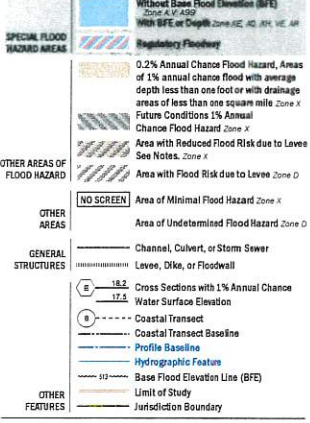 Without Base Flood Elevation (BFE)
Zone A, V, A99
With BFE or Depth Zone AE, AO, AH, VE, AR
SPECIAL FLOOD
HAZARD AREAS
Regulatory Floodway
0.2% Annual Chance Flood Hazard, Areas
of 1% annual chance flood with average
depth less than one foot or with drainage
areas of less than one square mile Zone X
Future Conditions 1% Annual
Chance Flood Hazard Zone X
Area with Reduced Flood Risk due to Levee
See Notes. Zone X
OTHER AREAS OF
FLOOD HAZARD
Area with Flood Risk due to Levee Zone D
NO SCREEN Area of Minimal Flood Hazard Zone X
OTHER
AREAS
Area of Undetermined Flood Hazard Zone D
GENERAL
STRUCTURES
Channel, Culvert, or Storm Sewer
Levee, Dike, or Floodwall
E 18.2 Cross Sections with 1% Annual Chance
17.5 Water Surface Elevation
8 Coastal Transect
Coastal Transect Baseline
Profile Baseline
Hydrographic Feature
513 Base Flood Elevation Line (BFE)
OTHER
FEATURES
Limit of Study
Jurisdiction Boundary